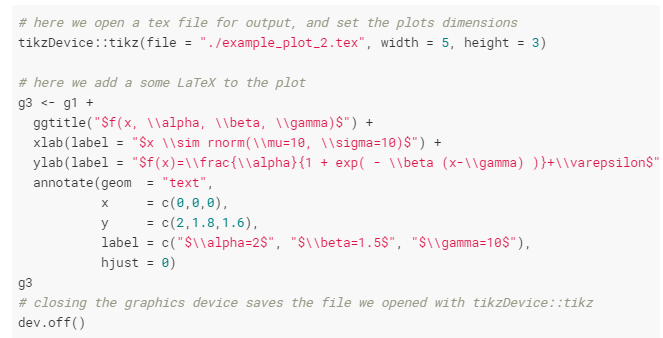 # here we open a tex file for output, and set the plots dimensions
tikzDevice::tikz(file = "./example_plot_2.tex", width = 5, height = 3)
# here we add a some LaTeX to the plot
g3 <- g1 +
  ggtitle("$f(x, \\alpha, \\beta, \\gamma)$") +
  xlab(label = "$x \\sim rnorm(\\mu=10, \\sigma=10)$") +
  ylab(label = "$f(x)=\\frac{\\alpha}{1 + exp( - \\beta (x-\\gamma) )}+\\varepsilon$"
  annotate(geom  = "text",
           x     = c(0,0,0),
           y     = c(2,1.8,1.6),
           label = c("$\\alpha=2$", "$\\beta=1.5$", "$\\gamma=10$"),
           hjust = 0)
g3
# closing the graphics device saves the file we opened with tikzDevice::tikz
dev.off()